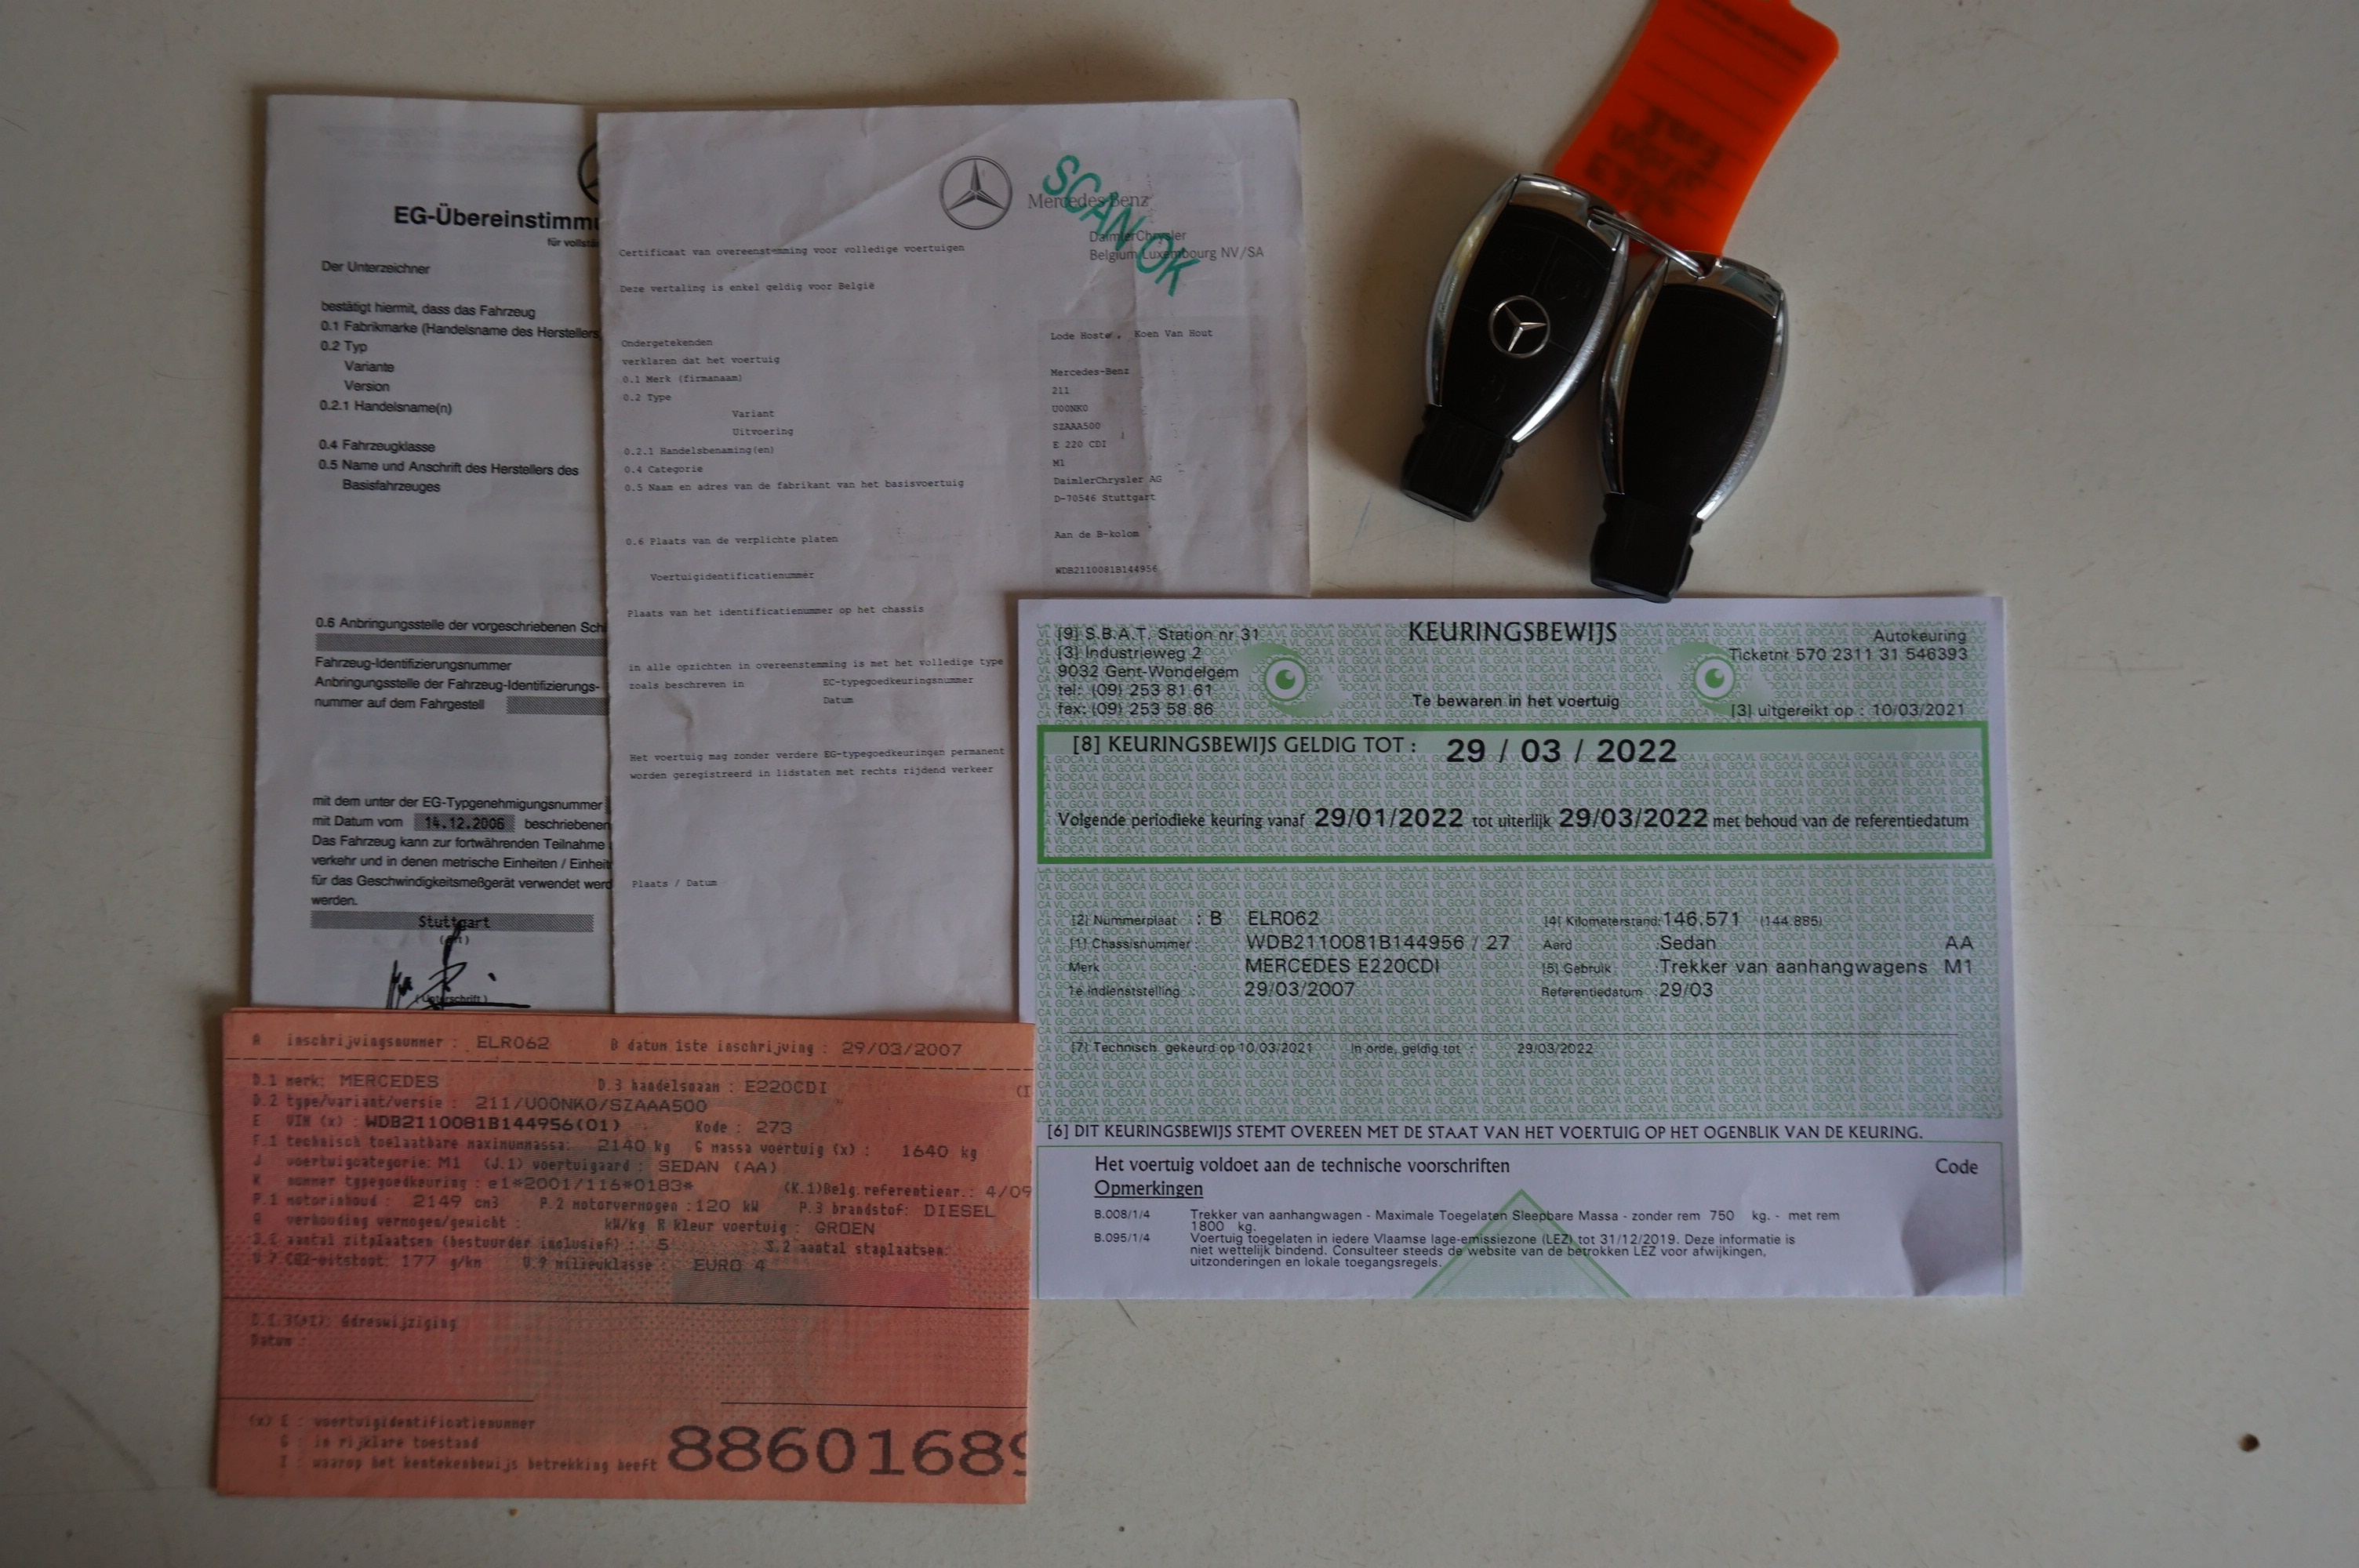 EG-Übereinstimmu
für vollstä
Der Unterzeichner
bestätigt hiermit, dass das Fahrzeug
0.1 Fabrikmarke (Handelsname des Herstellers
0.2 Typ
Variante
Version
0.2.1 Handelsname(n)
0.4 Fahrzeugklasse
0.5 Name und Anschrift des Herstellers des
Basisfahrzeuges
0.6 Anbringungsstelle der vorgeschriebenen Sch
Fahrzeug-Identifizierungsnummer
Anbringungsstelle der Fahrzeug-Identifizierungs-
nummer auf dem Fahrgestell
mit dem unter der EG-Typgenehmigungsnummer
mit Datum vom 14.12.2006 beschriebenen
Das Fahrzeug kann zur fortwährenden Teilnahme
verkehr und in denen metrische Einheiten / Einheit
für das Geschwindigkeitsmeßgerät verwendet werd
werden.
Stuttgart
(Unterschrift)
Mercedes-Benz
SCAN OK
DaimlerChrysler
Belgium Luxembourg NV/SA
Certificaat van overeenstemming voor volledige voertuigen
Deze vertaling is enkel geldig voor België
Ondergetekenden Lode Hoste, Koen Van Hout
verklaren dat het voertuig
0.1 Merk (firmanaam) Mercedes-Benz
0.2 Type 211
Variant U00NK0
Uitvoering SZAAA500
0.2.1 Handelsbenaming(en) E 220 CDI
0.4 Categorie M1
0.5 Naam en adres van de fabrikant van het basisvoertuig DaimlerChrysler AG
D-70546 Stuttgart
0.6 Plaats van de verplichte platen Aan de B-kolom
Voertuigidentificatienummer WDB2110081B144956
Plaats van het identificatienummer op het chassis
in alle opzichten in overeenstemming is met het volledige type
zoals beschreven in EC-typegoedkeuringsnummer
Datum
Het voertuig mag zonder verdere EG-typegoedkeuringen permanent
worden geregistreerd in lidstaten met rechts rijdend verkeer
Plaats / Datum
[9] S.B.A.T. Station nr 31
[3] Industrieweg 2
9032 Gent-Wondelgem
tel: (09) 253 81 61
fax: (09) 253 58 86
KEURINGSBEWIJS
Te bewaren in het voertuig
Autokeuring
Ticketnr 570 2311 31 546393
[3] uitgereikt op : 10/03/2021
[8] KEURINGSBEWIJS GELDIG TOT : 29 / 03 / 2022
Volgende periodieke keuring vanaf 29/01/2022 tot uiterlijk 29/03/2022 met behoud van de referentiedatum
[2] Nummerplaat : B ELR062 [4] Kilometerstand: 146.571 (144.885)
[1] Chassisnummer : WDB2110081B144956 / 27 Aard : Sedan AA
Merk : MERCEDES E220CDI [5] Gebruik : Trekker van aanhangwagens M1
1e Indienststelling : 29/03/2007 Referentiedatum : 29/03
[7] Technisch gekeurd op 10/03/2021 In orde, geldig tot : 29/03/2022
[6] DIT KEURINGSBEWIJS STEMT OVEREEN MET DE STAAT VAN HET VOERTUIG OP HET OGENBLIK VAN DE KEURING.
Het voertuig voldoet aan de technische voorschriften Code
Opmerkingen
B.008/1/4 Trekker van aanhangwagen - Maximale Toegelaten Sleepbare Massa - zonder rem 750 kg. - met rem
1800 kg.
B.095/1/4 Voertuig toegelaten in iedere Vlaamse lage-emissiezone (LEZ) tot 31/12/2019. Deze informatie is
niet wettelijk bindend. Consulteer steeds de website van de betrokken LEZ voor afwijkingen,
uitzonderingen en lokale toegangsregels.
A inschrijvingsnummer : ELR062 B datum 1ste inschrijving : 29/03/2007
D.1 merk: MERCEDES D.3 handelsnaam : E220CDI
D.2 type/variant/versie : 211/U00NK0/SZAAA500
E VIN (x) : WDB2110081B144956(01) Kode : 273
F.1 technisch toelaatbare maximummassa: 2140 kg G massa voertuig (x) : 1640 kg
J voertuigcategorie: M1 (J.1) voertuigaard : SEDAN (AA)
K nummer typegoedkeuring : e1*2001/116*0183* (K.1)Belg.referentienr.: 4/09
P.1 motorinhoud : 2149 cm3 P.2 motorvermogen :120 kW P.3 brandstof: DIESEL
Q verhouding vermogen/gewicht : kW/kg R kleur voertuig : GROEN
S.1 aantal zitplaatsen (bestuurder inclusief) : 5 S.2 aantal staplaatsen:
V.7 CO2-uitstoot: 177 g/km V.9 milieuklasse : EURO 4
Adreswijziging
Datum :
(x) E : voertuigidentificatienummer
G : in rijklare toestand
I : waarop het kentekenbewijs betrekking heeft
8860168